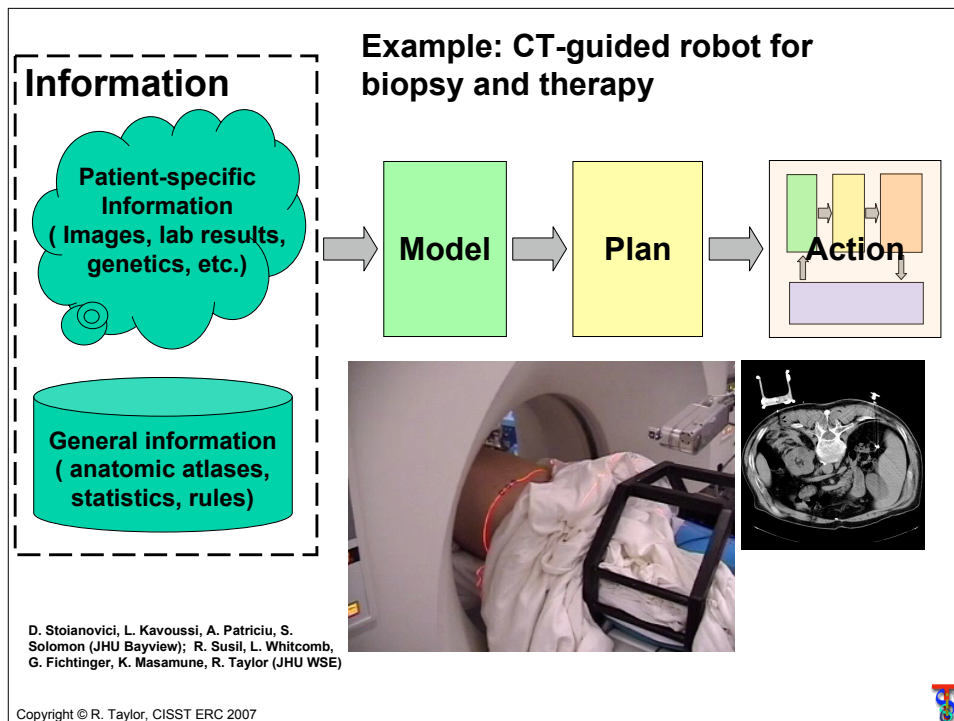 Example: CT-guided robot for
biopsy and therapy
Information
Patient-specific
Information
( Images, lab results,
genetics, etc.)
General information
( anatomic atlases,
statistics, rules)
Model
Plan
Action
D. Stoianovici, L. Kavoussi, A. Patriciu, S.
Solomon (JHU Bayview); R. Susil, L. Whitcomb,
G. Fichtinger, K. Masamune, R. Taylor (JHU WSE)
Copyright © R. Taylor, CISST ERC 2007